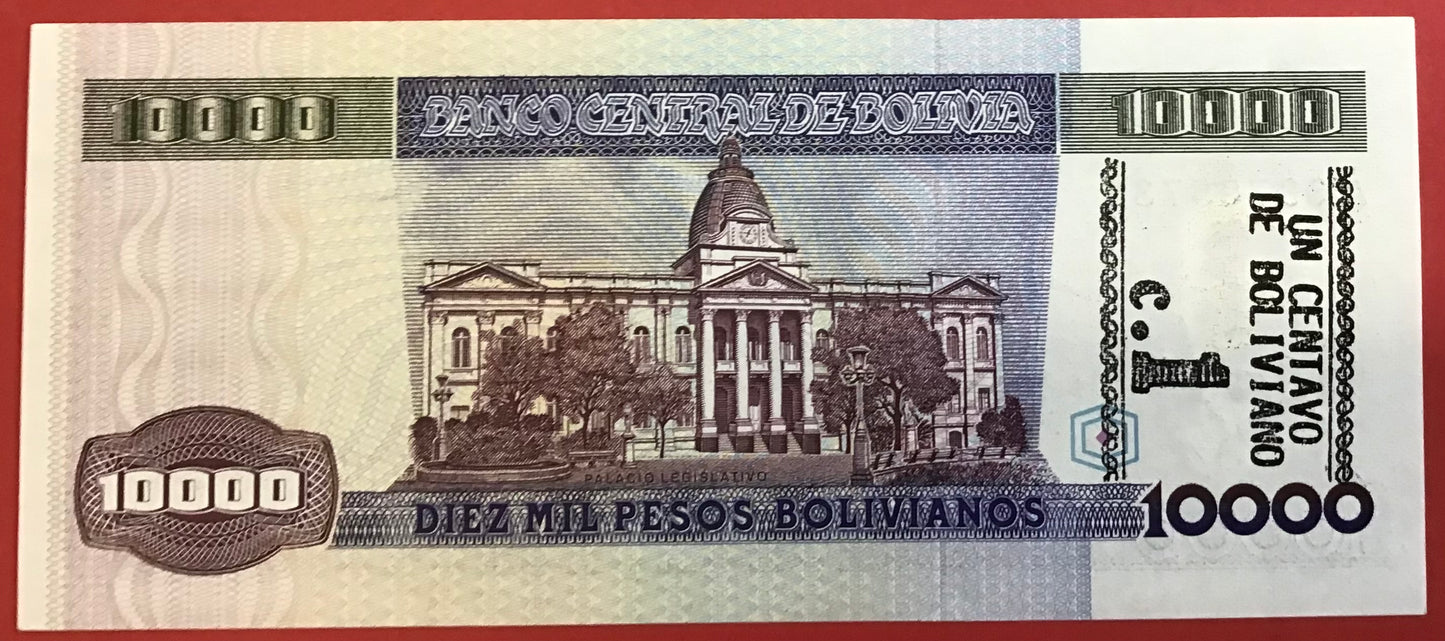 10000
BANCO CENTRAL DE BOLIVIA
10000
UN CENTAVO
DE BOLIVIANO
c.1
PALACIO LEGISLATIVO
10000
DIEZ MIL PESOS BOLIVIANOS
10000